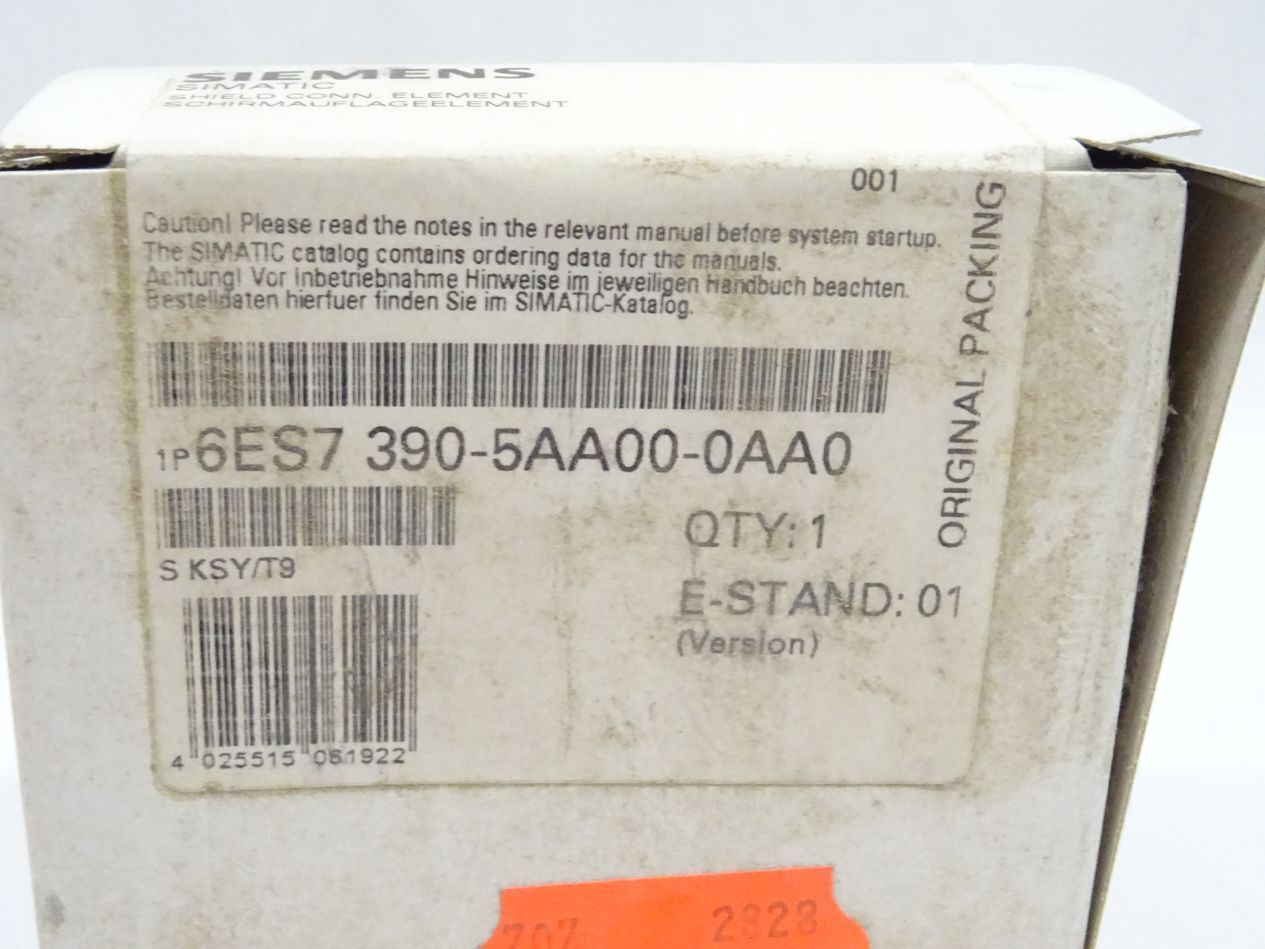 SIEMENS
SIMATIC
SHIELD CONN. ELEMENT
SCHIRMAUFLAGEELEMENT
001
Caution! Please read the notes in the relevant manual before system startup.
The SIMATIC catalog contains ordering data for the manuals.
Achtung! Vor Inbetriebnahme Hinweise im jeweiligen Handbuch beachten.
Bestelldaten hierfuer finden Sie im SIMATIC-Katalog.
ORIGINAL PACKING
1P 6ES7 390-5AA00-0AA0
QTY: 1
S KSY/T9
E-STAND: 01
(Version)
4 025515 061922
707 2828